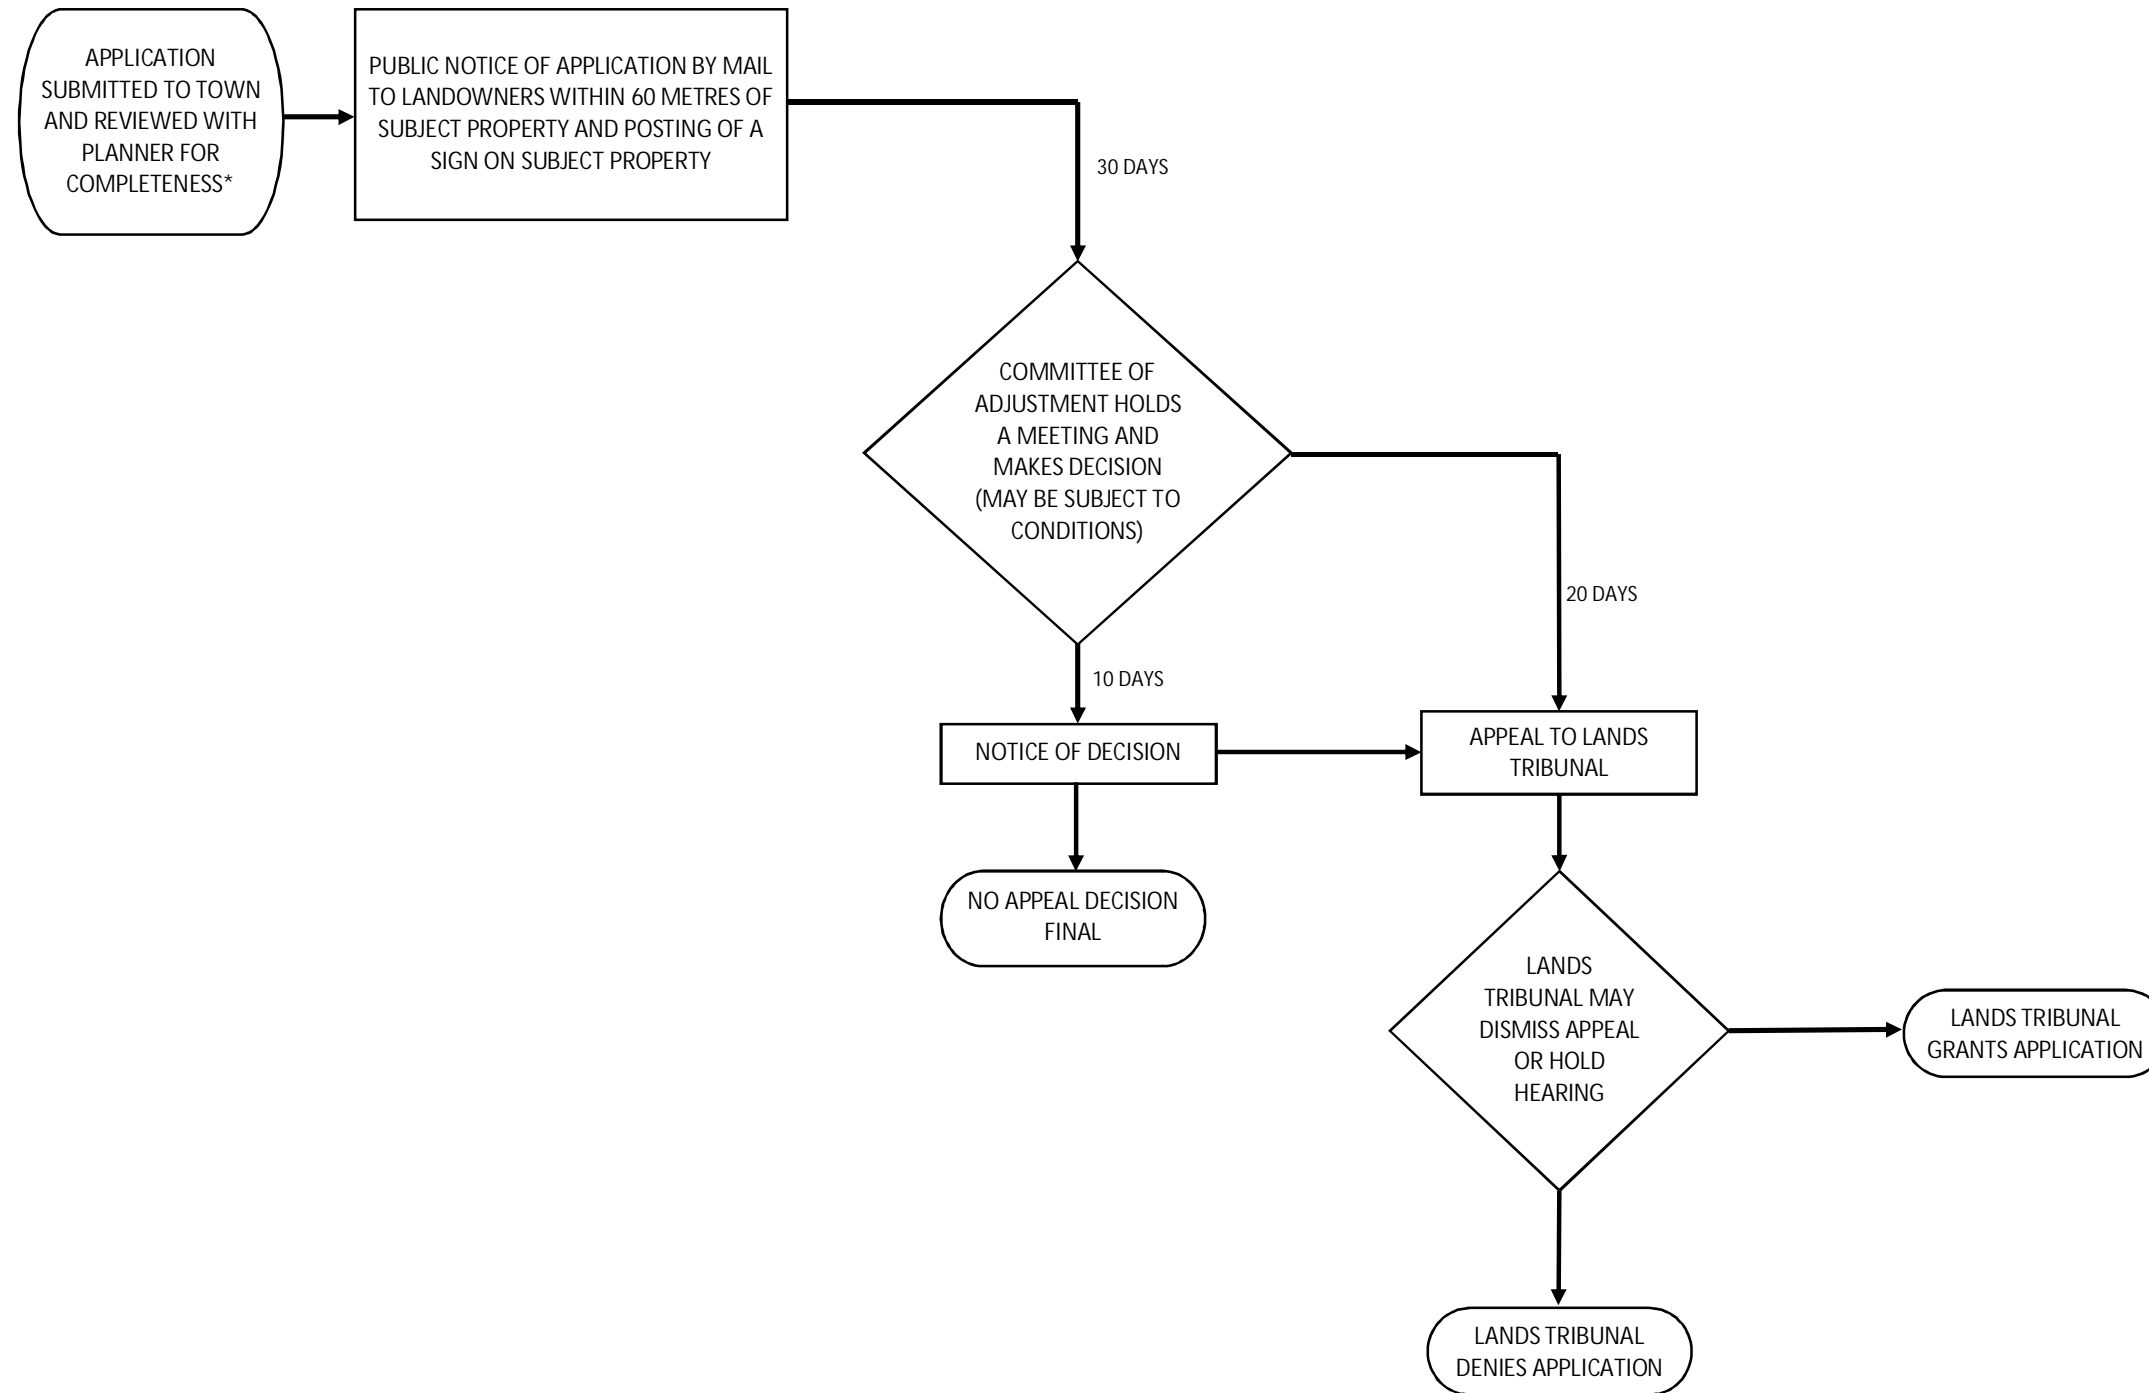 APPLICATION
SUBMITTED TO TOWN
AND REVIEWED WITH
PLANNER FOR
COMPLETENESS*
PUBLIC NOTICE OF APPLICATION BY MAIL
TO LANDOWNERS WITHIN 60 METRES OF
SUBJECT PROPERTY AND POSTING OF A
SIGN ON SUBJECT PROPERTY
30 DAYS
COMMITTEE OF
ADJUSTMENT HOLDS
A MEETING AND
MAKES DECISION
(MAY BE SUBJECT TO
CONDITIONS)
20 DAYS
10 DAYS
NOTICE OF DECISION
APPEAL TO LANDS
TRIBUNAL
NO APPEAL DECISION
FINAL
LANDS
TRIBUNAL MAY
DISMISS APPEAL
OR HOLD
HEARING
LANDS TRIBUNAL
GRANTS APPLICATION
LANDS TRIBUNAL
DENIES APPLICATION